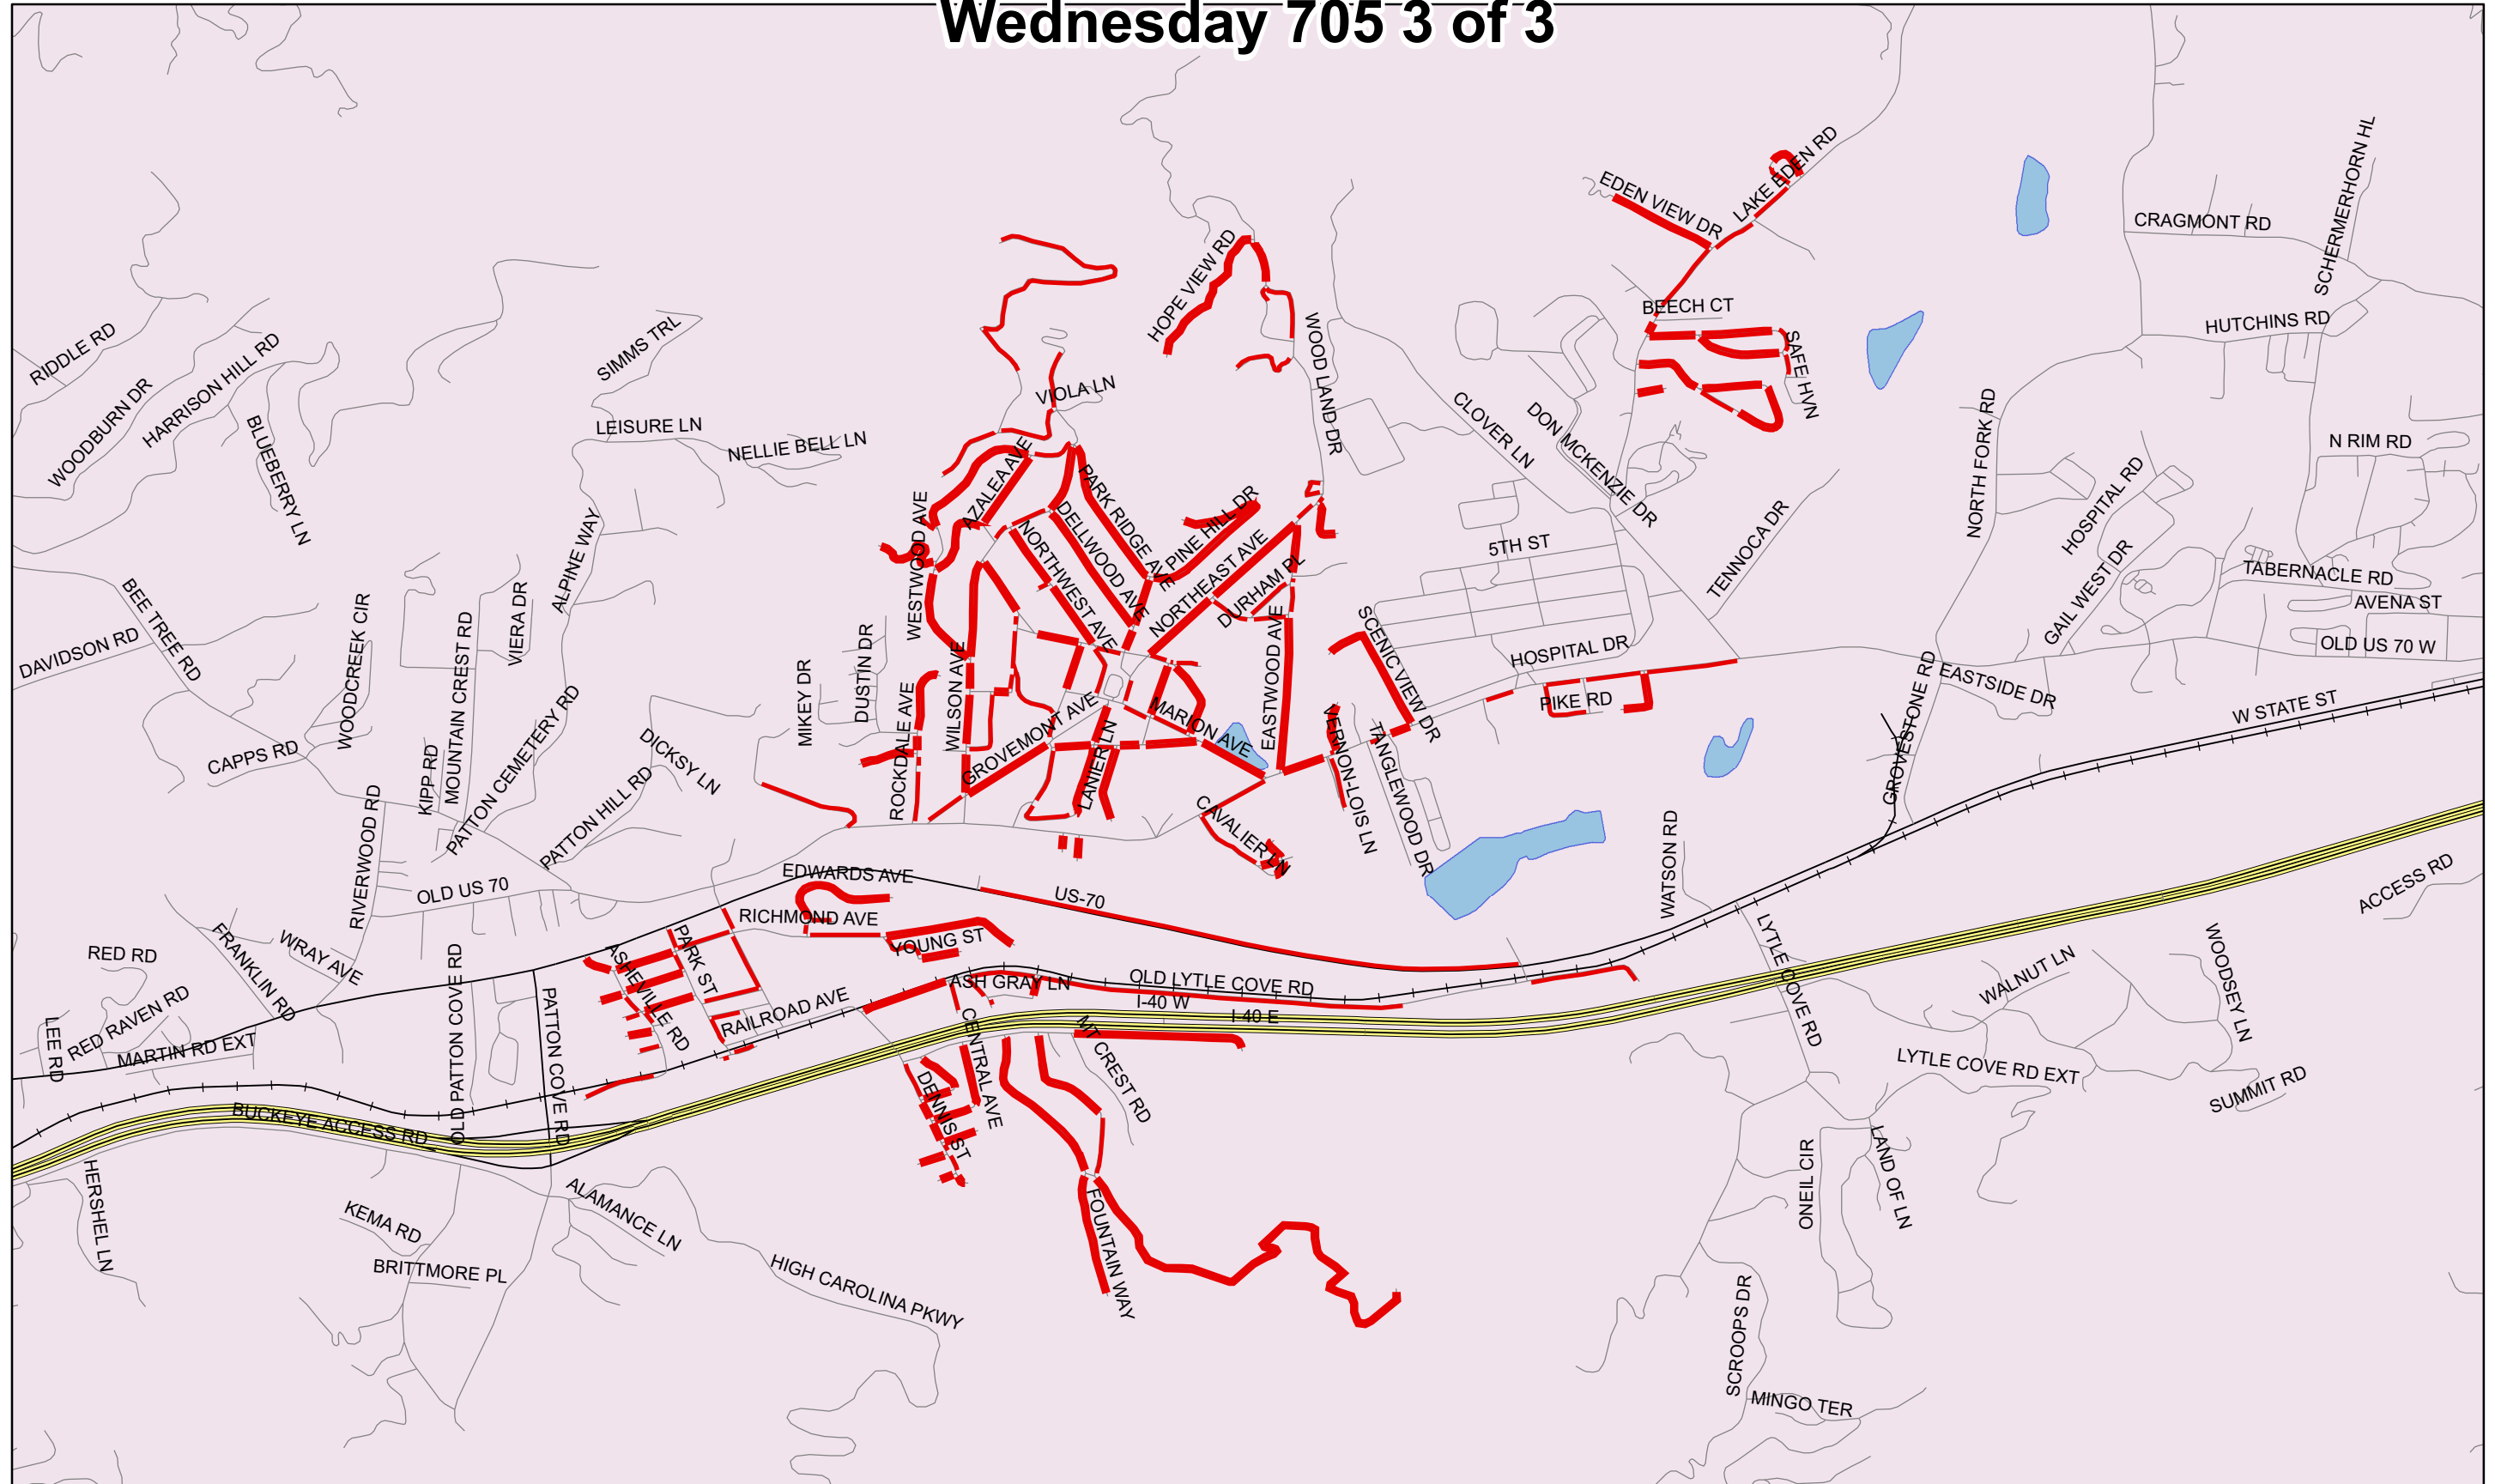 Wednesday 705 3 of 3
SCHERMERHORN HL
LAKE EDEN RD
EDEN VIEW DR
CRAGMONT RD
HOPE VIEW RD
BEECH CT
HUTCHINS RD
RIDDLE RD
SIMMS TRL
WOOD LAND DR
SAFE HVN
WOODBURN DR
HARRISON HILL RD
VIOLA LN
BLUEBERRY LN
LEISURE LN
NELLIE BELL LN
CLOVER LN
DON MCKENZIE DR
NORTH FORK RD
N RIM RD
AZALEA AVE
PARK RIDGE AVE
HOSPITAL RD
WESTWOOD AVE
PINE HILL DR
DELLWOOD AVE
NORTHWEST AVE
NORTHEAST AVE
ALPINE WAY
5TH ST
TENNOCA DR
GAIL WEST DR
TABERNACLE RD
AVENA ST
OLD US 70 W
BEE TREE RD
DAVIDSON RD
WOODCREEK CIR
MOUNTAIN CREST RD
VIERA DR
DURHAM PL
EASTWOOD AVE
SCENIC VIEW DR
HOSPITAL DR
DUSTIN DR
MIKEY DR
WILSON AVE
ROCKDALE AVE
PIKE RD
EASTSIDE DR
GROVESTONE RD
W STATE ST
CAPPS RD
KIPP RD
PATTON CEMETERY RD
DICKSY LN
GROVEMONT AVE
MARION AVE
LANIER LN
VERNON-LOIS LN
TANGLEWOOD DR
RIVERWOOD RD
PATTON HILL RD
CAVALIER LN
WATSON RD
ACCESS RD
OLD US 70
EDWARDS AVE
US-70
RICHMOND AVE
YOUNG ST
RED RD
FRANKLIN RD
WRAY AVE
ASHEVILLE RD
PARK ST
ASH GRAY LN
OLD LYTLE COVE RD
I-40 W
I-40 E
LYTLE COVE RD
WALNUT LN
WOODSEY LN
LEE RD
RED RAVEN RD
MARTIN RD EXT
OLD PATTON COVE RD
PATTON COVE RD
RAILROAD AVE
CENTRAL AVE
MT CREST RD
LYTLE COVE RD EXT
SUMMIT RD
BUCKEYE ACCESS RD
DENNIS ST
HERSHEL LN
KEMA RD
ALAMANCE LN
BRITTMORE PL
HIGH CAROLINA PKWY
FOUNTAIN WAY
ONEIL CIR
LAND OF LN
SCROOPS DR
MINGO TER